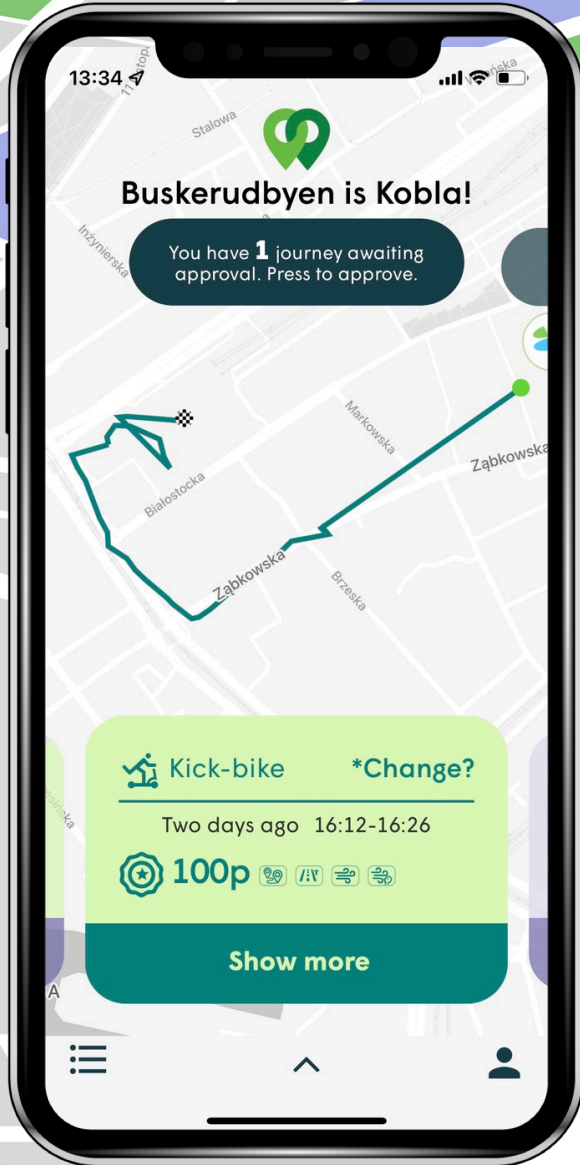 13:34
Stalowa
Buskerudbyen is Kobla!
Inżynierska
You have 1 journey awaiting
approval. Press to approve.
Markowska
Ząbkowska
Białostocka
Ząbkowska
Brzeska
Kick-bike
*Change?
Two days ago 16:12-16:26
100p
Show more
A